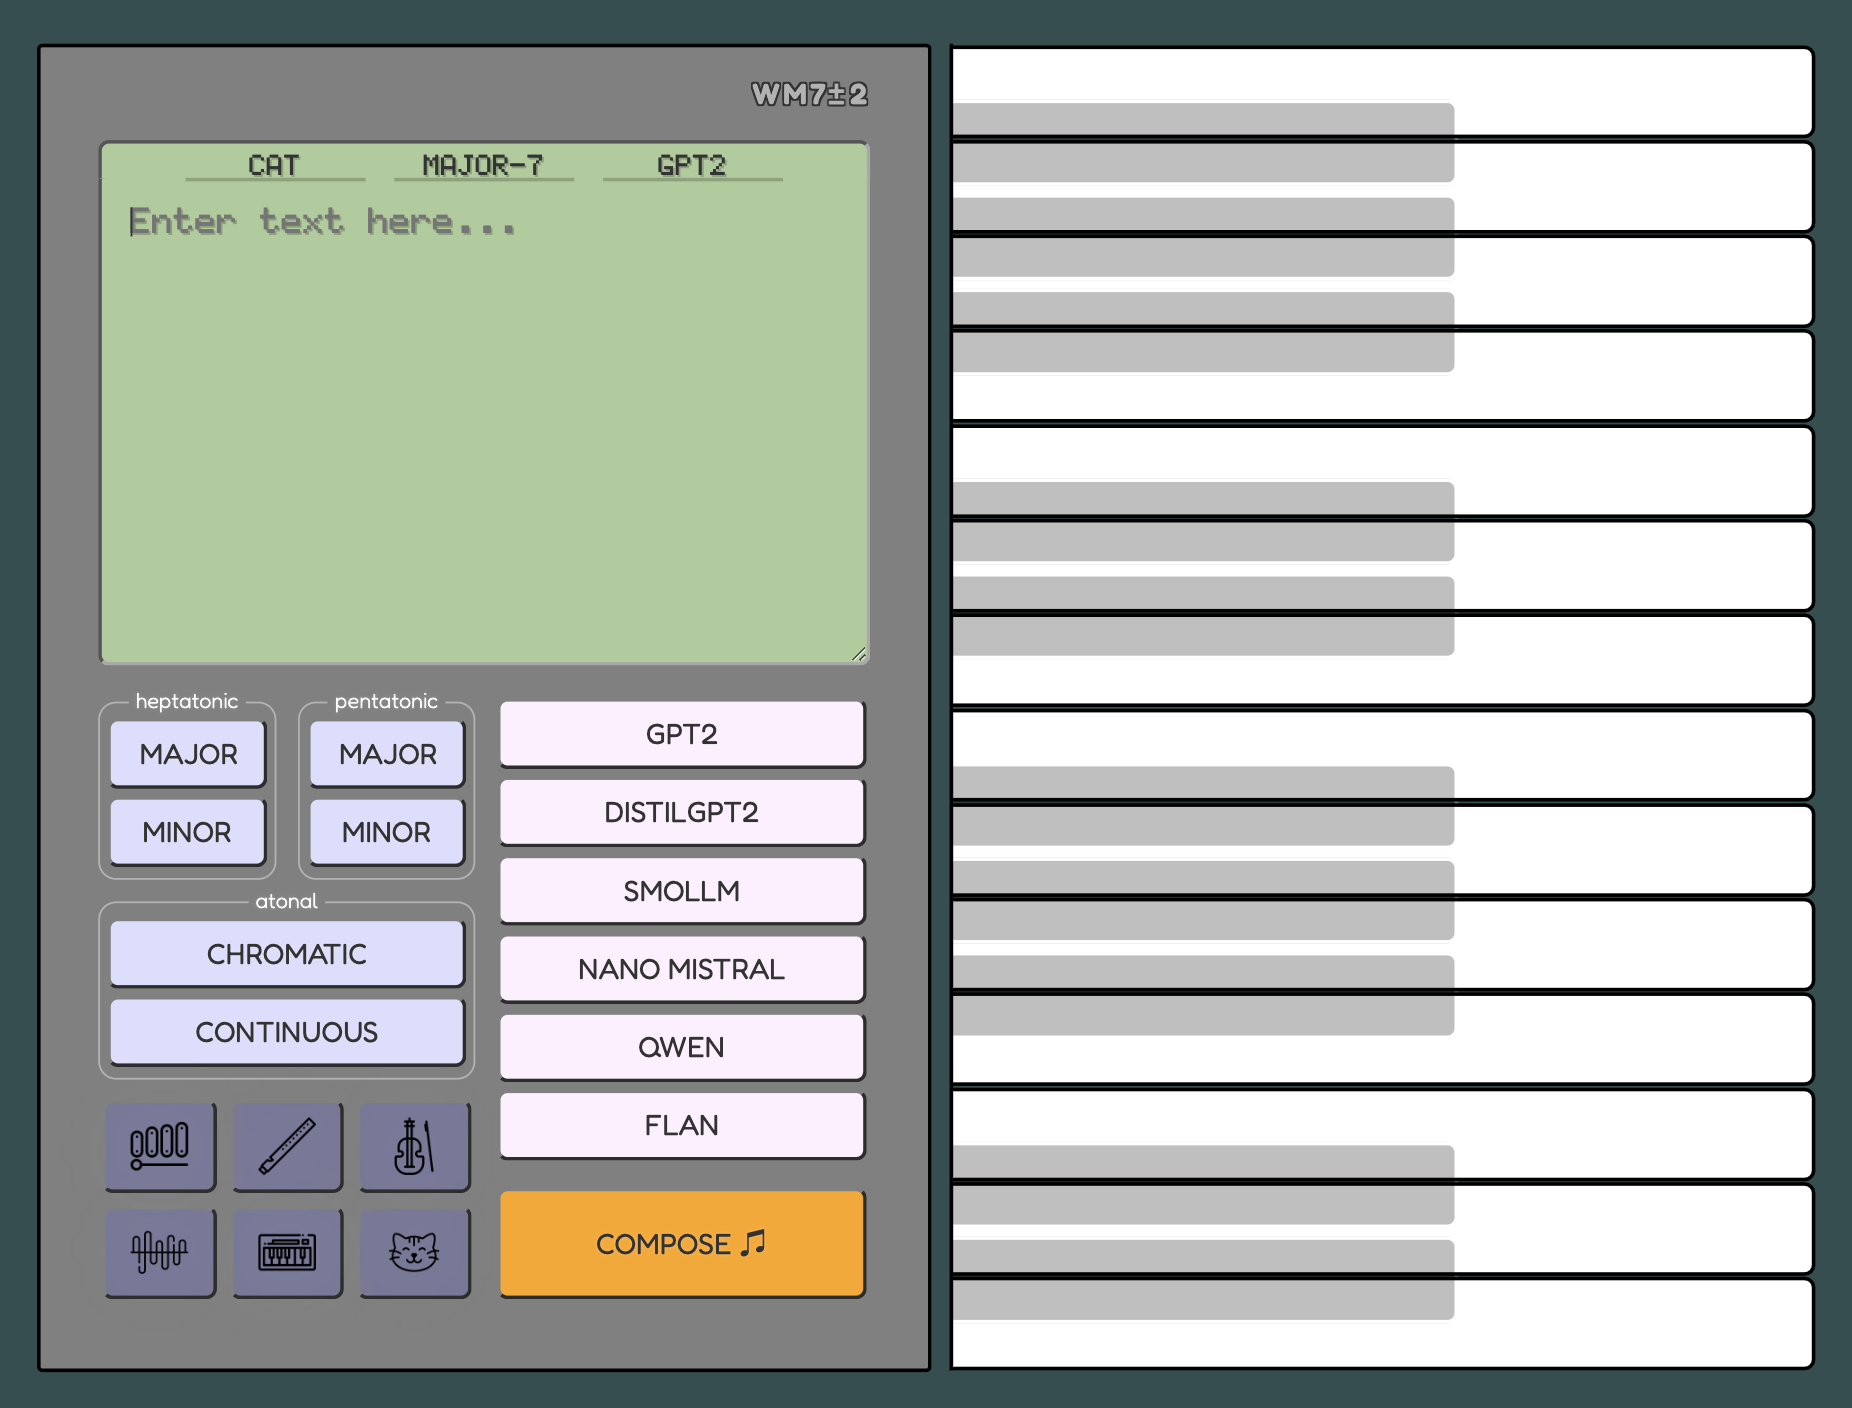 WM7±2
CAT MAJOR-7 GPT2
Enter text here...
heptatonic
MAJOR
MINOR
pentatonic
MAJOR
MINOR
atonal
CHROMATIC
CONTINUOUS
GPT2
DISTILGPT2
SMOLLM
NANO MISTRAL
QWEN
FLAN
COMPOSE 🎵